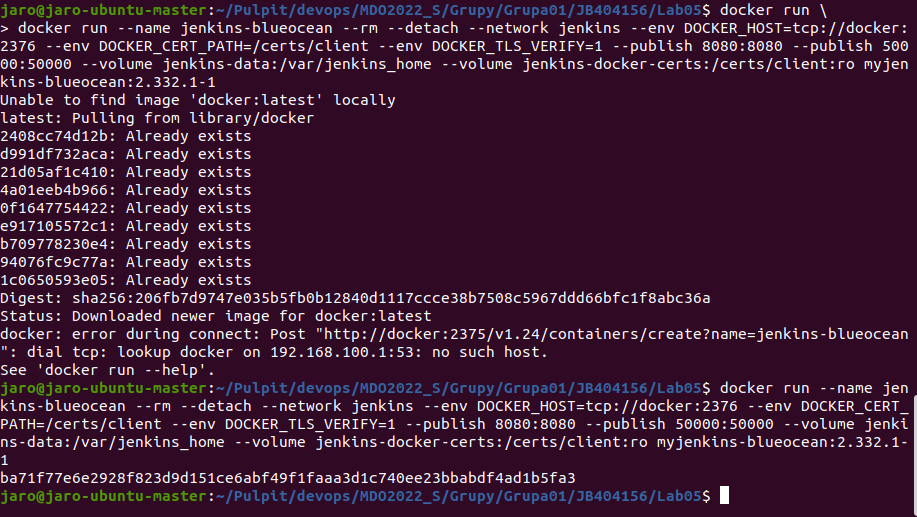 jaro@jaro-ubuntu-master:~/Pulpit/devops/MDO2022_S/Grupy/Grupa01/JB404156/Lab05$ docker run \
> docker run --name jenkins-blueocean --rm --detach --network jenkins --env DOCKER_HOST=tcp://docker:
2376 --env DOCKER_CERT_PATH=/certs/client --env DOCKER_TLS_VERIFY=1 --publish 8080:8080 --publish 500
00:50000 --volume jenkins-data:/var/jenkins_home --volume jenkins-docker-certs:/certs/client:ro myjen
kins-blueocean:2.332.1-1
Unable to find image 'docker:latest' locally
latest: Pulling from library/docker
2408cc74d12b: Already exists
d991df732aca: Already exists
21d05af1c410: Already exists
4a01eeb4b966: Already exists
0f1647754422: Already exists
e917105572c1: Already exists
b709778230e4: Already exists
94076fc9c77a: Already exists
1c0650593e05: Already exists
Digest: sha256:206fb7d9747e035b5fb0b12840d1117ccce38b7508c5967ddd66bfc1f8abc36a
Status: Downloaded newer image for docker:latest
docker: error during connect: Post "http://docker:2375/v1.24/containers/create?name=jenkins-blueocean
": dial tcp: lookup docker on 192.168.100.1:53: no such host.
See 'docker run --help'.
jaro@jaro-ubuntu-master:~/Pulpit/devops/MDO2022_S/Grupy/Grupa01/JB404156/Lab05$ docker run --name jen
kins-blueocean --rm --detach --network jenkins --env DOCKER_HOST=tcp://docker:2376 --env DOCKER_CERT_
PATH=/certs/client --env DOCKER_TLS_VERIFY=1 --publish 8080:8080 --publish 50000:50000 --volume jenki
ns-data:/var/jenkins_home --volume jenkins-docker-certs:/certs/client:ro myjenkins-blueocean:2.332.1-
1
ba71f77e6e2928f823d9d151ce6abf49f1faaa3d1c740ee23bbabdf4ad1b5fa3
jaro@jaro-ubuntu-master:~/Pulpit/devops/MDO2022_S/Grupy/Grupa01/JB404156/Lab05$